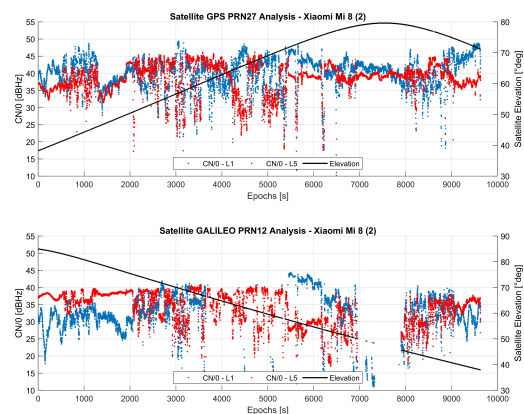 Satellite GPS PRN27 Analysis - Xiaomi Mi 8 (2)
55
50
45
40
35
30
25
20
15
10
CN/0 [dBHz]
80
70
60
50
40
30
Satellite Elevation [°deg]
CN/0 - L1 CN/0 - L5 Elevation
0 1000 2000 3000 4000 5000 6000 7000 8000 9000 10000
Epochs [s]
Satellite GALILEO PRN12 Analysis - Xiaomi Mi 8 (2)
55
50
45
40
35
30
25
20
15
10
CN/0 [dBHz]
90
80
70
60
50
40
30
Satellite Elevation [°deg]
CN/0 - L1 CN/0 - L5 Elevation
0 1000 2000 3000 4000 5000 6000 7000 8000 9000 10000
Epochs [s]